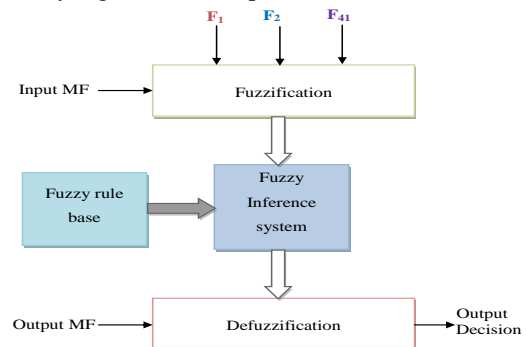 F1 F2 F41
Input MF
Fuzzification
Fuzzy rule
base
Fuzzy
Inference
system
Output MF
Defuzzification
Output
Decision